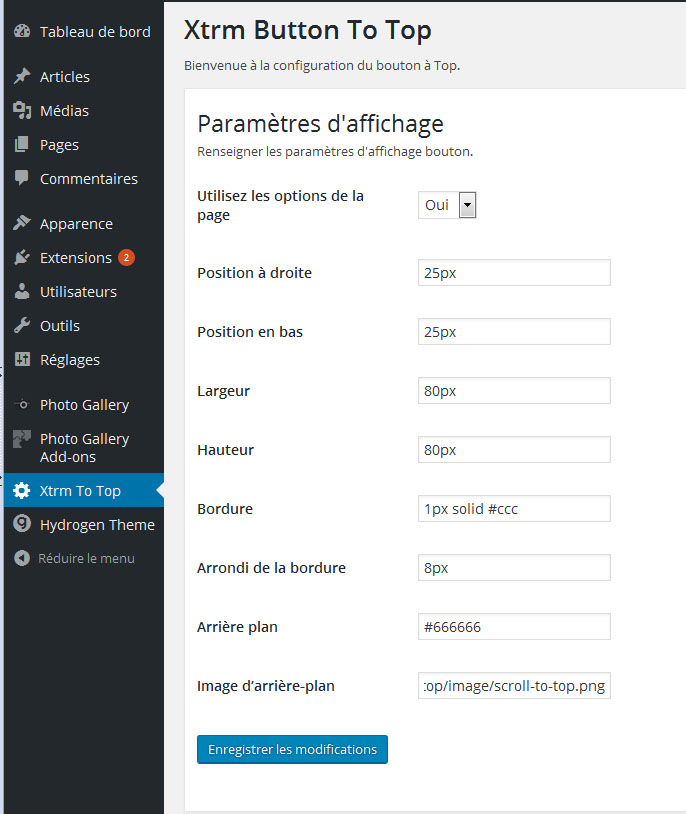 Tableau de bord
Articles
Médias
Pages
Commentaires
Apparence
Extensions 2
Utilisateurs
Outils
Réglages
Photo Gallery
Photo Gallery
Add-ons
Xtrm To Top
Hydrogen Theme
Réduire le menu
Xtrm Button To Top
Bienvenue à la configuration du bouton à Top.
Paramètres d'affichage
Renseigner les paramètres d'affichage bouton.
Utilisez les options de la
page
Oui
Position à droite
25px
Position en bas
25px
Largeur
80px
Hauteur
80px
Bordure
1px solid #ccc
Arrondi de la bordure
8px
Arrière plan
#666666
Image d’arrière-plan
:op/image/scroll-to-top.png
Enregistrer les modifications